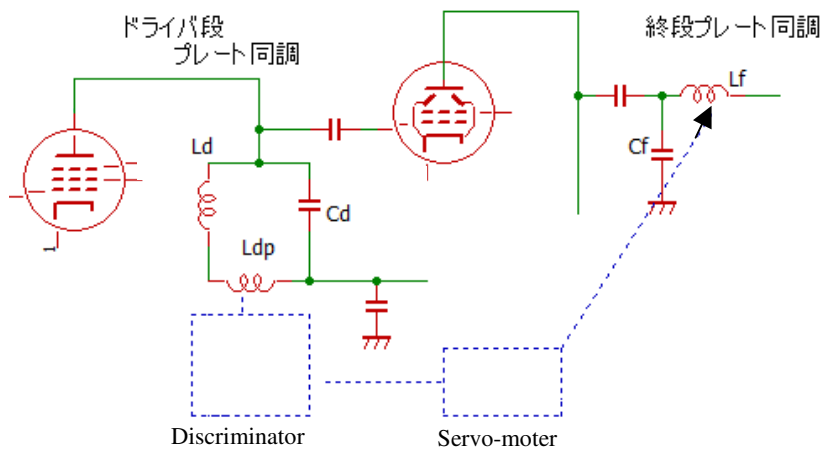 ドライバ段
プレート同調
終段プレート同調
Lf
Ld
Cf
Cd
1
Ldp
Discriminator
Servo-moter